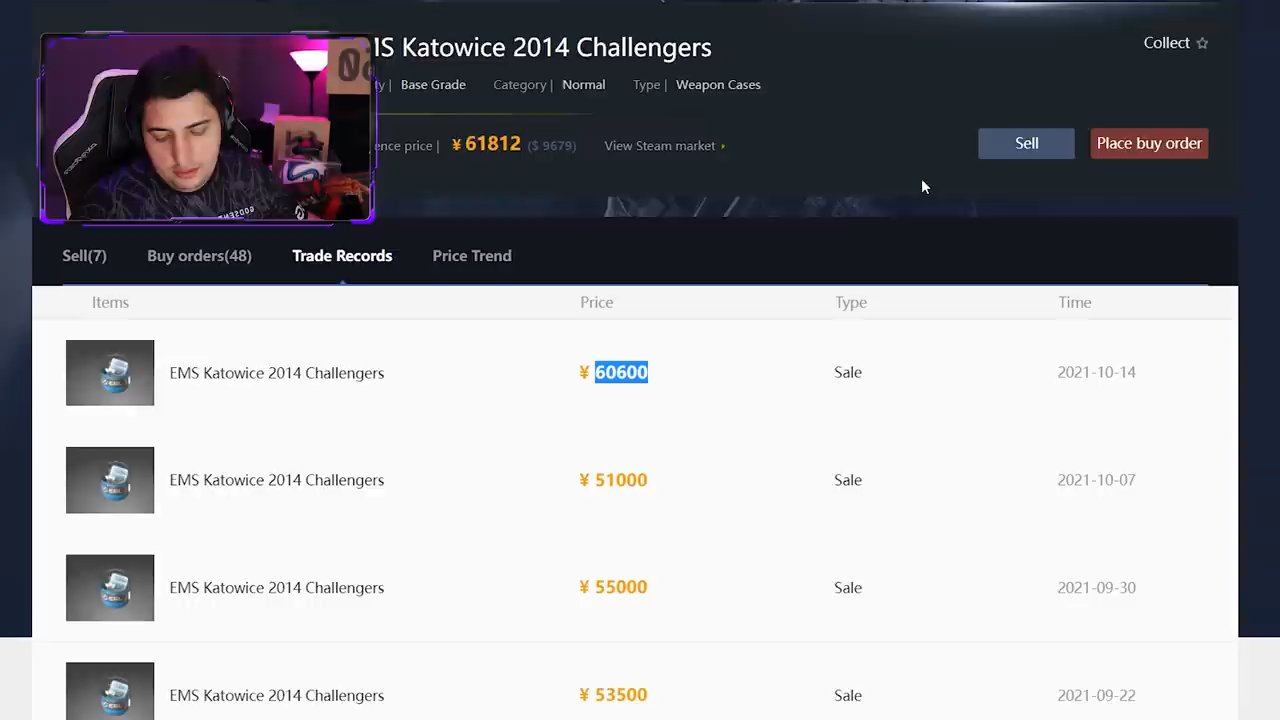 IS Katowice 2014 Challengers
Collect
y | Base Grade Category | Normal Type | Weapon Cases
ence price | ¥ 61812 ($ 9679) View Steam market
Sell Place buy order
Sell(7) Buy orders(48) Trade Records Price Trend
Items Price Type Time
EMS Katowice 2014 Challengers ¥ 60600 Sale 2021-10-14
EMS Katowice 2014 Challengers ¥ 51000 Sale 2021-10-07
EMS Katowice 2014 Challengers ¥ 55000 Sale 2021-09-30
EMS Katowice 2014 Challengers ¥ 53500 Sale 2021-09-22